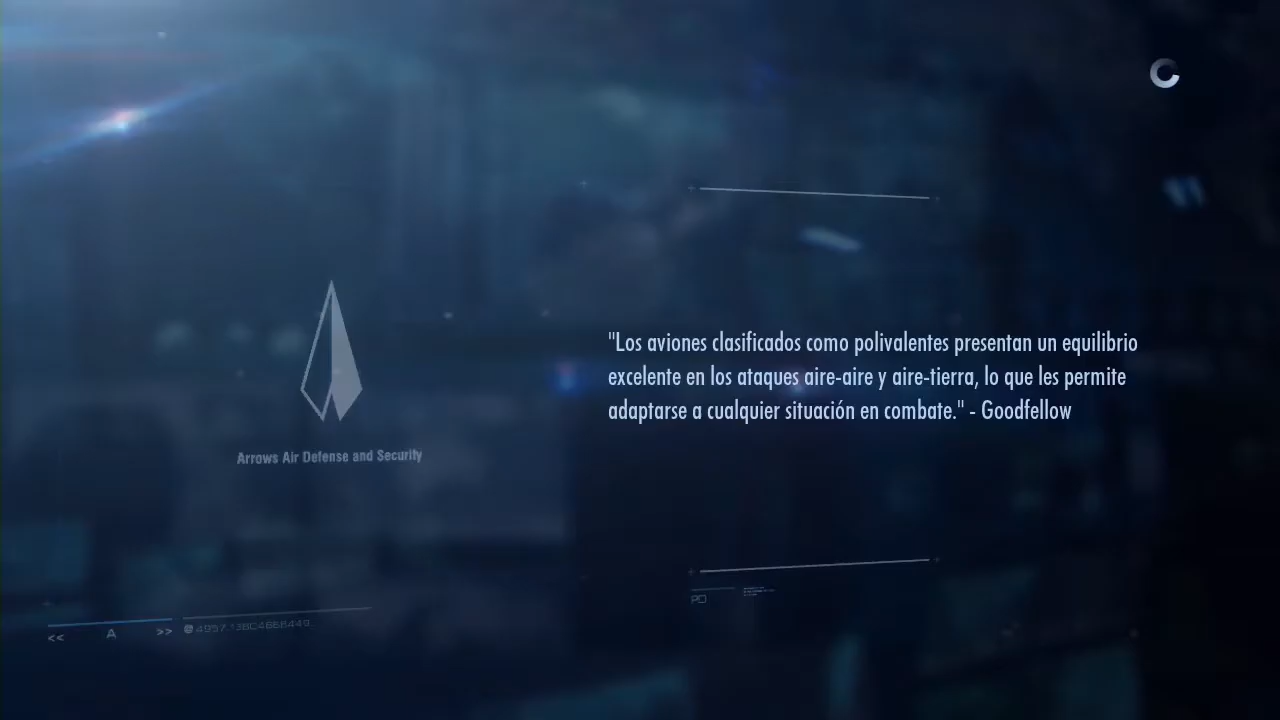 "Los aviones clasificados como polivalentes presentan un equilibrio
excelente en los ataques aire-aire y aire-tierra, lo que les permite
adaptarse a cualquier situación en combate." - Goodfellow
Arrows Air Defense and Security
PO
<< A >>